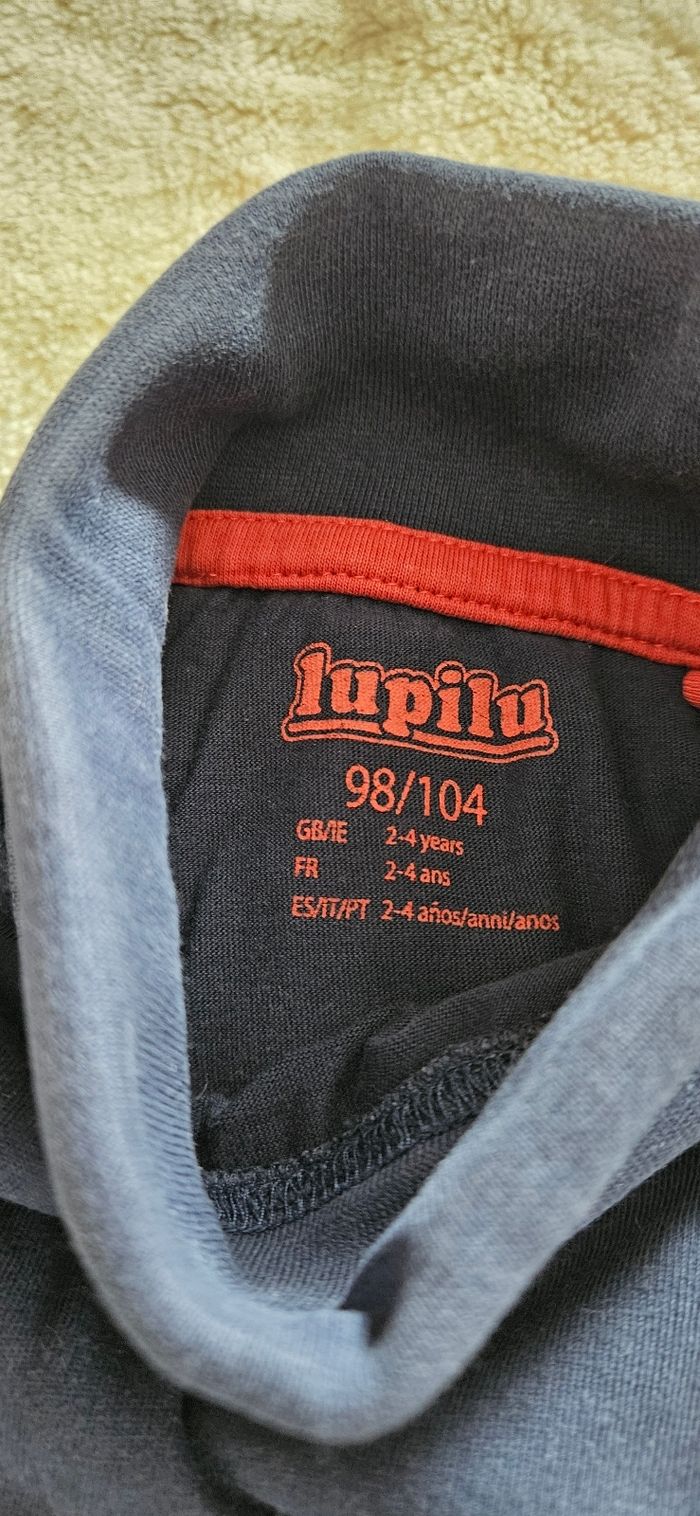 lupilu
98/104
GB/IE 2-4 years
FR 2-4 ans
ES/IT/PT 2-4 años/anni/anos